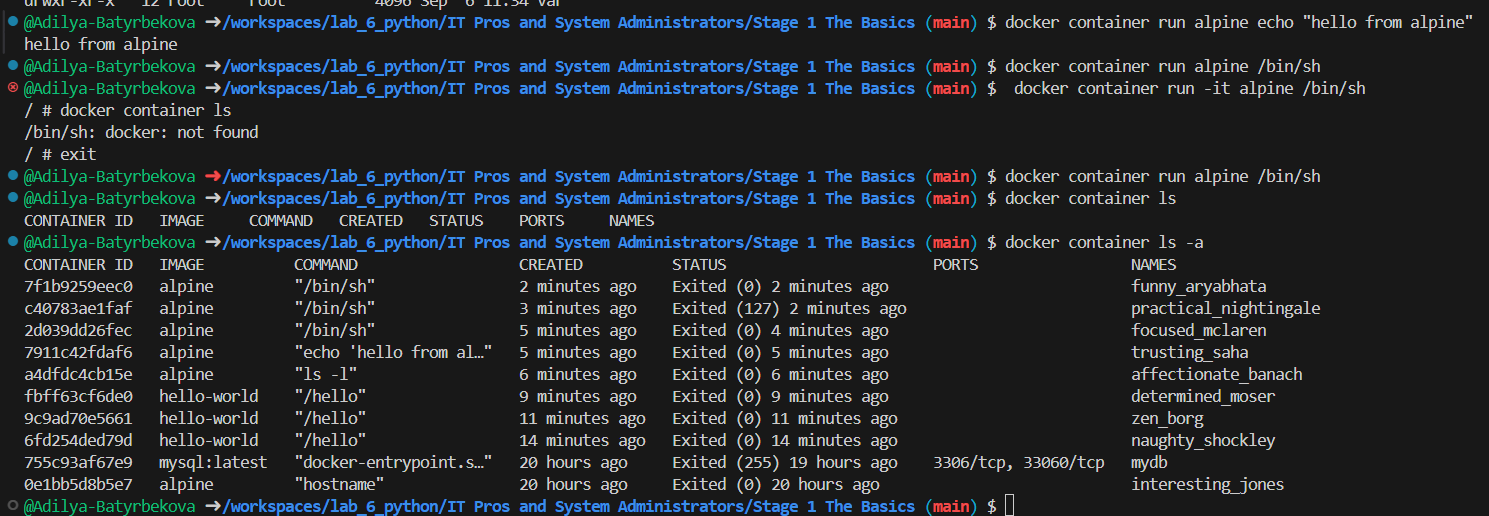 drwxr-xr-x 12 root root 4096 Sep 6 11:34 var
@Adilya-Batyrbekova ➜/workspaces/lab_6_python/IT Pros and System Administrators/Stage 1 The Basics (main) $ docker container run alpine echo "hello from alpine"
hello from alpine
@Adilya-Batyrbekova ➜/workspaces/lab_6_python/IT Pros and System Administrators/Stage 1 The Basics (main) $ docker container run alpine /bin/sh
@Adilya-Batyrbekova ➜/workspaces/lab_6_python/IT Pros and System Administrators/Stage 1 The Basics (main) $  docker container run -it alpine /bin/sh
/ # docker container ls
/bin/sh: docker: not found
/ # exit
@Adilya-Batyrbekova ➜/workspaces/lab_6_python/IT Pros and System Administrators/Stage 1 The Basics (main) $ docker container run alpine /bin/sh
@Adilya-Batyrbekova ➜/workspaces/lab_6_python/IT Pros and System Administrators/Stage 1 The Basics (main) $ docker container ls
CONTAINER ID   IMAGE     COMMAND   CREATED   STATUS    PORTS     NAMES
@Adilya-Batyrbekova ➜/workspaces/lab_6_python/IT Pros and System Administrators/Stage 1 The Basics (main) $ docker container ls -a
CONTAINER ID   IMAGE          COMMAND                  CREATED          STATUS                      PORTS                 NAMES
7f1b9259eec0   alpine         "/bin/sh"                2 minutes ago    Exited (0) 2 minutes ago                          funny_aryabhata
c40783ae1faf   alpine         "/bin/sh"                3 minutes ago    Exited (127) 2 minutes ago                        practical_nightingale
2d039dd26fec   alpine         "/bin/sh"                5 minutes ago    Exited (0) 4 minutes ago                          focused_mclaren
7911c42fdaf6   alpine         "echo 'hello from al…"   5 minutes ago    Exited (0) 5 minutes ago                          trusting_saha
a4dfdc4cb15e   alpine         "ls -l"                  6 minutes ago    Exited (0) 6 minutes ago                          affectionate_banach
fbff63cf6de0   hello-world    "/hello"                 9 minutes ago    Exited (0) 9 minutes ago                          determined_moser
9c9ad70e5661   hello-world    "/hello"                 11 minutes ago   Exited (0) 11 minutes ago                         zen_borg
6fd254ded79d   hello-world    "/hello"                 14 minutes ago   Exited (0) 14 minutes ago                         naughty_shockley
755c93af67e9   mysql:latest   "docker-entrypoint.s…"   20 hours ago     Exited (255) 19 hours ago   3306/tcp, 33060/tcp   mydb
0e1bb5d8b5e7   alpine         "hostname"               20 hours ago     Exited (0) 20 hours ago                           interesting_jones
@Adilya-Batyrbekova ➜/workspaces/lab_6_python/IT Pros and System Administrators/Stage 1 The Basics (main) $